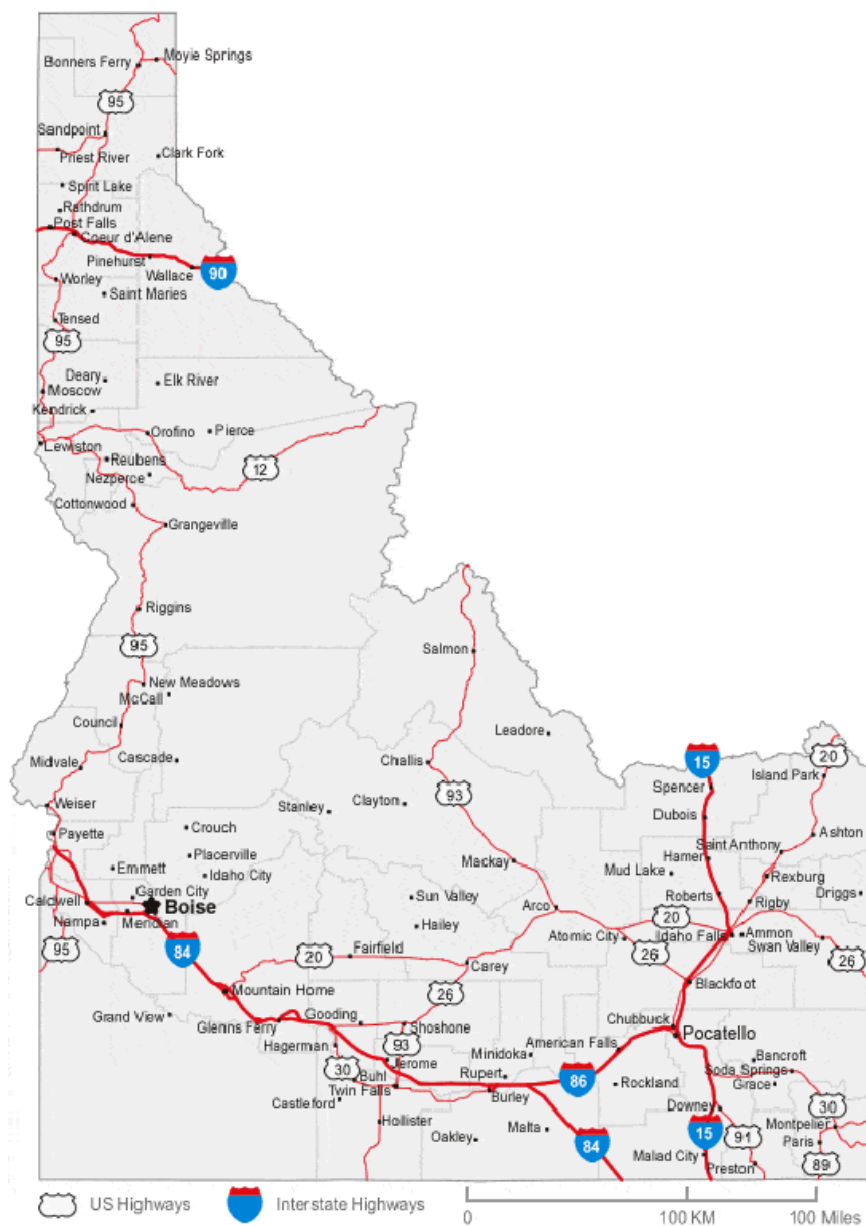 Moyie Springs
Bonners Ferry
95
Sandpoint
Priest River
Clark Fork
Spirit Lake
Rathdrum
Post Falls
Coeur d'Alene
Pinehurst
Wallace
90
Worley
Saint Maries
Tensed
95
Deary
Elk River
Moscow
Kendrick
Orofino
Pierce
Lewiston
Reubens
12
Nezperce
Cottonwood
Grangeville
Riggins
95
Salmon
New Meadows
McCall
Council
Leadore
Midvale
Cascade
Challis
15
20
Island Park
Spencer
93
Weiser
Stanley
Clayton
Dubois
Payette
Crouch
Ashton
Saint Anthony
Placerville
Hamer
Mackay
Emmett
Idaho City
Mud Lake
Rexburg
Garden City
Sun Valley
Roberts
Driggs
Caldwell
Boise
Arco
Rigby
Nampa
Meridian
Hailey
20
Atomic City
Idaho Falls
Ammon
95
84
20
Fairfield
26
Swan Valley
26
Carey
Mountain Home
26
Blackfoot
Grand View
Glenns Ferry
Gooding
Shoshone
Chubbuck
Pocatello
Hagerman
93
American Falls
Jerome
Minidoka
Bancroft
30
Buhl
Rupert
86
Soda Springs
Twin Falls
Burley
Rockland
Grace
Castleford
Downey
30
Hollister
Malta
Montpelier
Oakley
84
15
91
Paris
Malad City
Preston
89
US Highways
Interstate Highways
0
100 KM
100 Miles